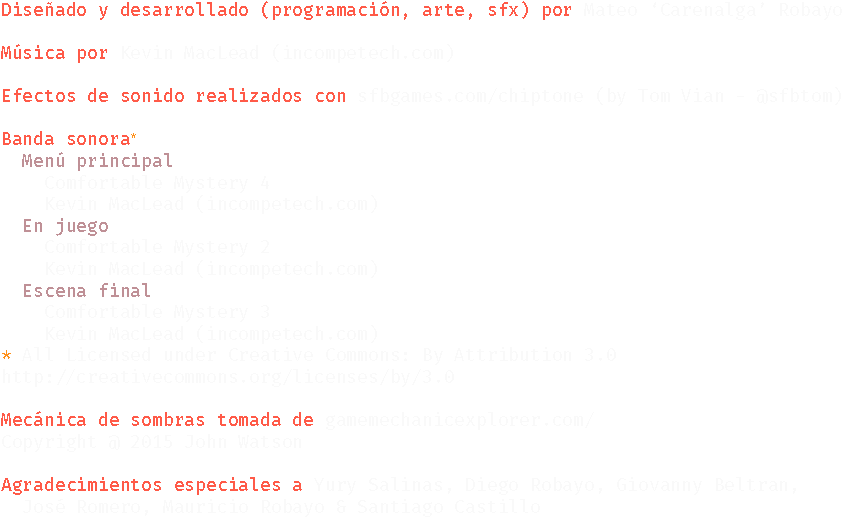 Diseñado y desarrollado (programación, arte, sfx) por Mateo 'Carenalga' Robayo
Música por Kevin MacLead (incompetech.com)
Efectos de sonido realizados con sfbgames.com/chiptone (by Tom Vian - @sfbtom)
Banda sonora*
Menú principal
Comfortable Mystery 4
Kevin MacLead (incompetech.com)
En juego
Comfortable Mystery 2
Kevin MacLead (incompetech.com)
Escena final
Comfortable Mystery 3
Kevin MacLead (incompetech.com)
* All Licensed under Creative Commons: By Attribution 3.0
http://creativecommons.org/licenses/by/3.0
Mecánica de sombras tomada de gamemechanicexplorer.com/
Copyright @ 2015 John Watson
Agradecimientos especiales a Yury Salinas, Diego Robayo, Giovanny Beltrán,
José Romero, Mauricio Robayo & Santiago Castillo